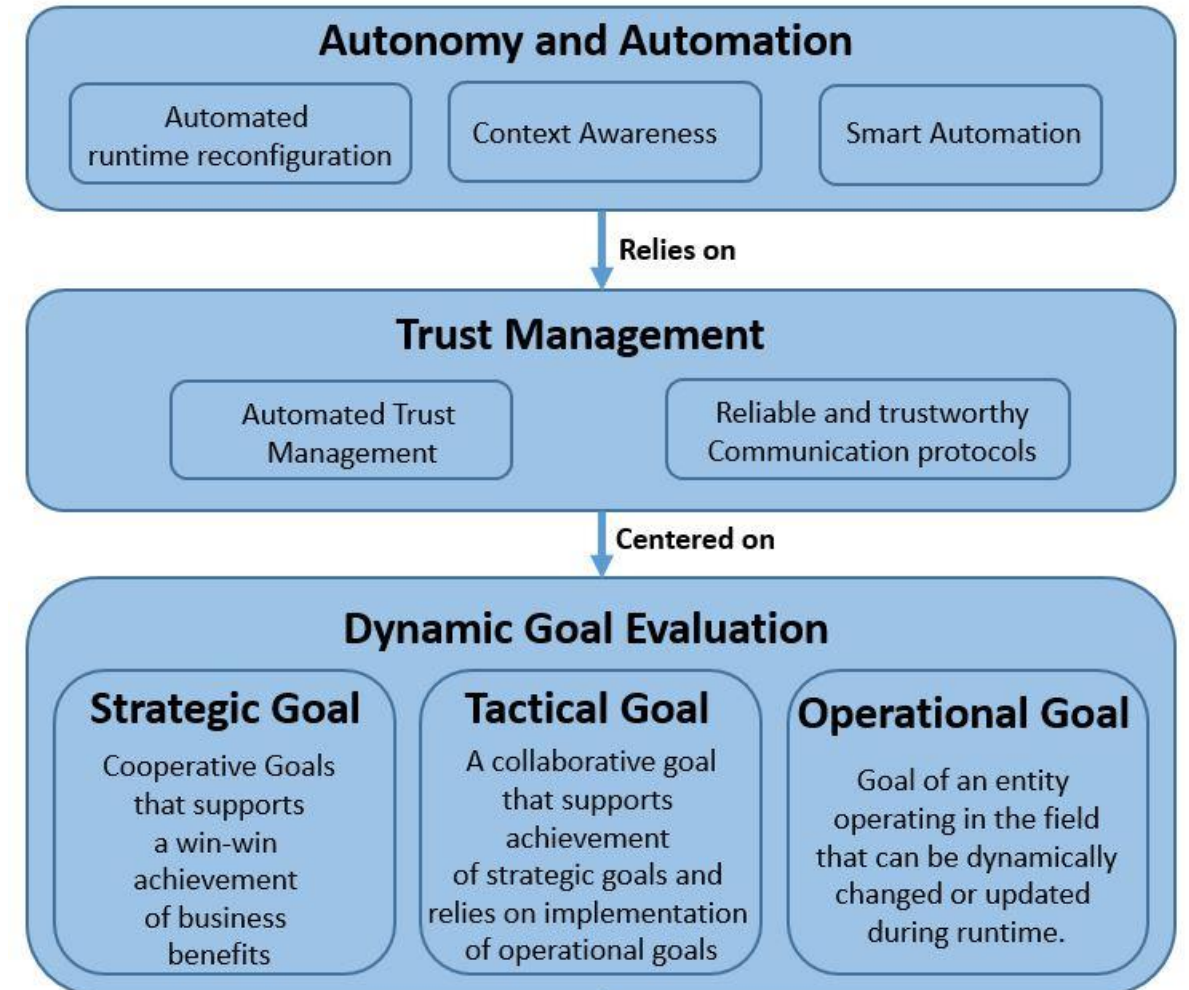 Autonomy and Automation
Automated
runtime reconfiguration
Context Awareness
Smart Automation
Relies on
Trust Management
Automated Trust
Management
Reliable and trustworthy
Communication protocols
Centered on
Dynamic Goal Evaluation
Strategic Goal
Cooperative Goals
that supports
a win-win
achievement
of business
benefits
Tactical Goal
A collaborative goal
that supports
achievement
of strategic goals and
relies on implementation
of operational goals
Operational Goal
Goal of an entity
operating in the field
that can be dynamically
changed or updated
during runtime.